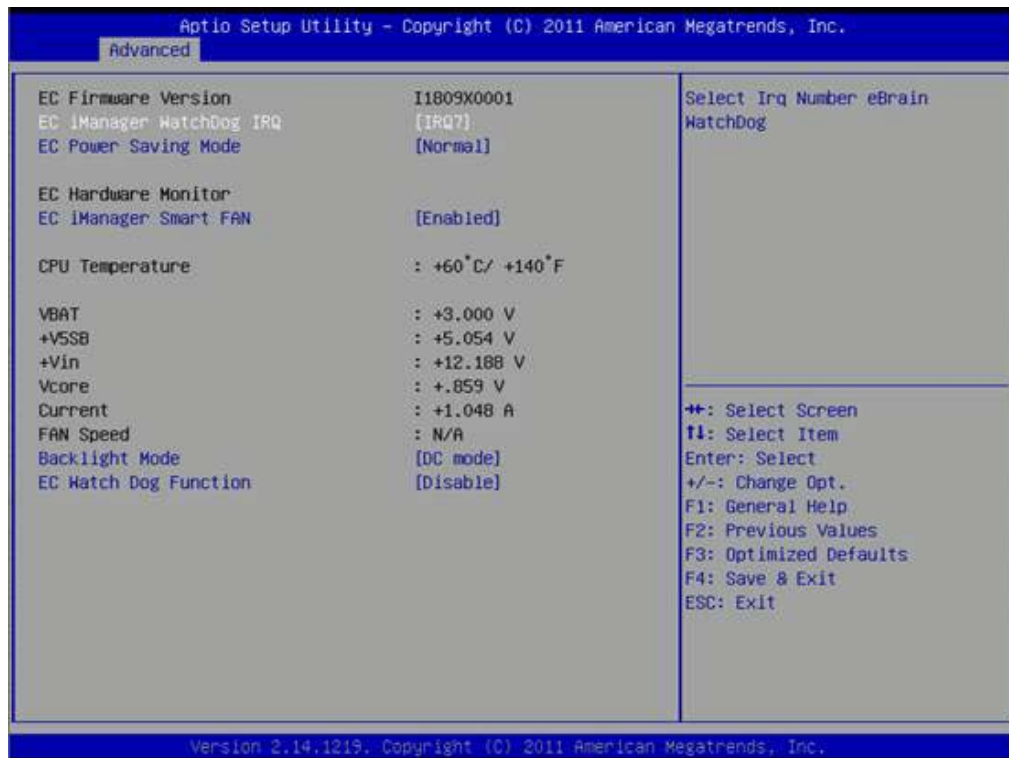 Aptio Setup Utility – Copyright (C) 2011 American Megatrends, Inc.
Advanced
EC Firmware Version I1809X0001
EC iManager WatchDog IRQ [IRQ7]
EC Power Saving Mode [Normal]
EC Hardware Monitor
EC iManager Smart FAN [Enabled]
CPU Temperature : +60°C/ +140°F
VBAT : +3.000 V
+V5SB : +5.054 V
+Vin : +12.188 V
Vcore : +.859 V
Current : +1.048 A
FAN Speed : N/A
Backlight Mode [DC mode]
EC Watch Dog Function [Disable]
Select Irq Number eBrain
WatchDog
→←: Select Screen
↑↓: Select Item
Enter: Select
+/-: Change Opt.
F1: General Help
F2: Previous Values
F3: Optimized Defaults
F4: Save & Exit
ESC: Exit
Version 2.14.1219. Copyright (C) 2011 American Megatrends, Inc.